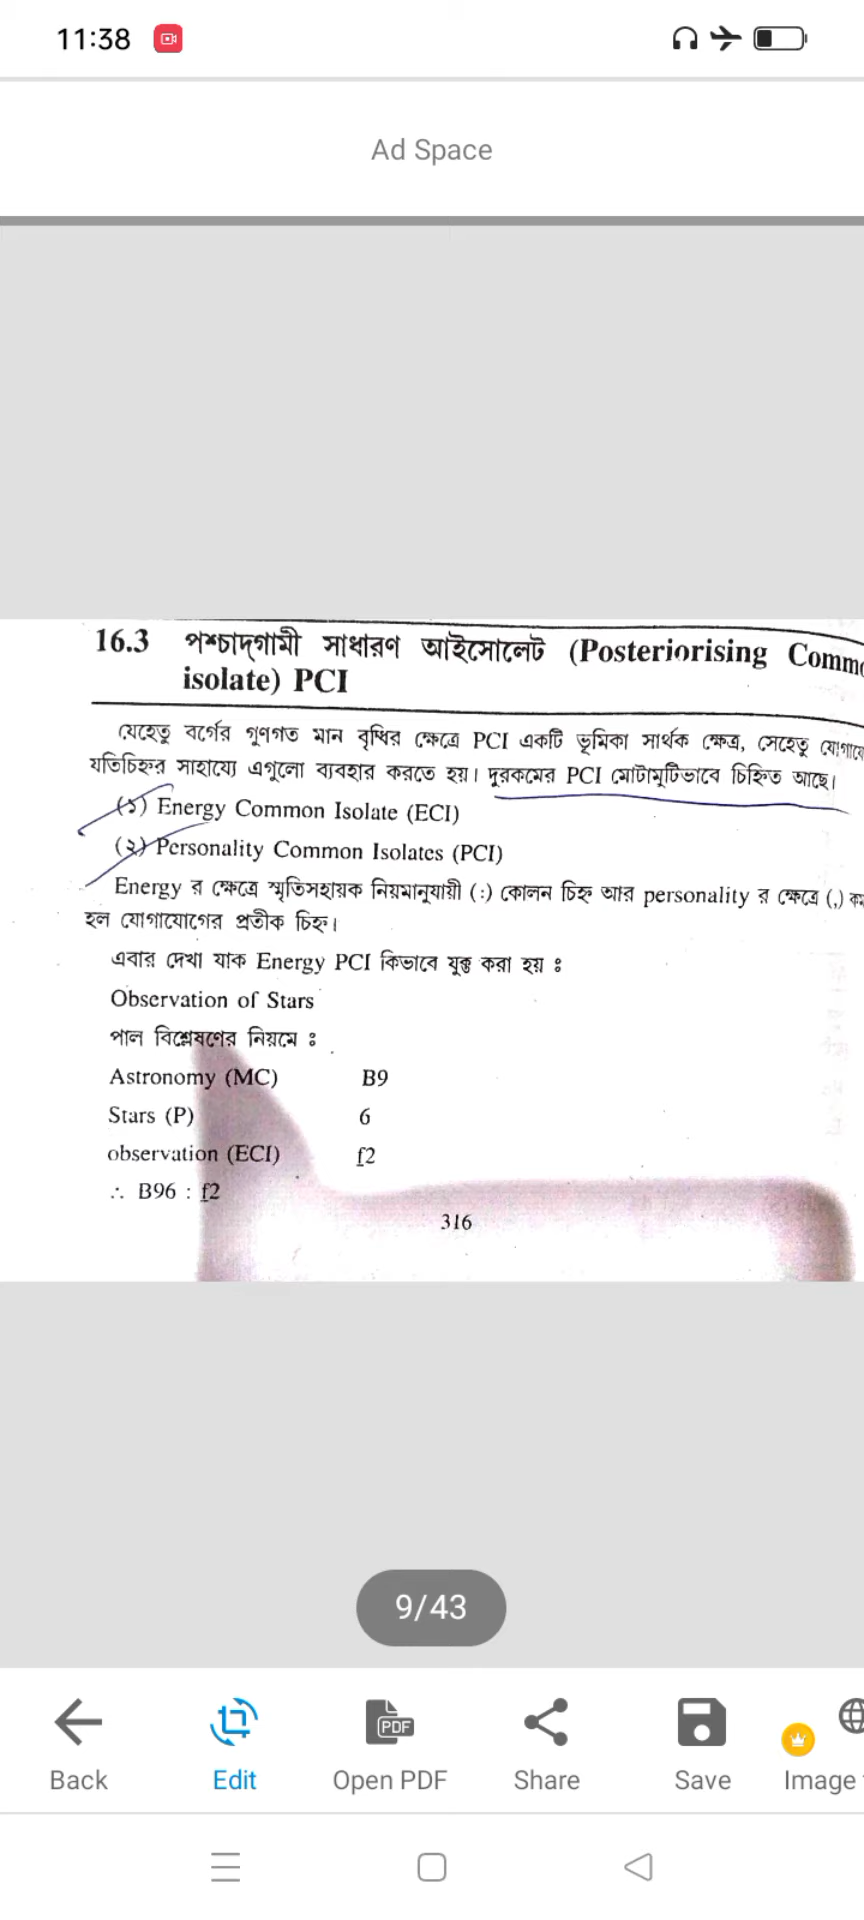 11:38
Ad Space
16.3 পশ্চাদ্গামী সাধারণ আইসোলেট (Posteriorising Commo
isolate) PCI
যেহেতু বর্গের গুণগত মান বৃদ্ধির ক্ষেত্রে PCI একটি ভূমিকা সার্থক ক্ষেত্র, সেহেতু যোগাযো
যতিচিহ্নর সাহায্যে এগুলো ব্যবহার করতে হয়। দুরকমের PCI মোটামুটিভাবে চিহ্নিত আছে।
(১) Energy Common Isolate (ECI)
(২) Personality Common Isolates (PCI)
Energy র ক্ষেত্রে স্মৃতিসহায়ক নিয়মানুযায়ী (:) কোলন চিহ্ন আর personality র ক্ষেত্রে (,) কম
হল যোগাযোগের প্রতীক চিহ্ন।
এবার দেখা যাক Energy PCI কিভাবে যুক্ত করা হয় ঃ
Observation of Stars
পাল বিশ্লেষণের নিয়মে ঃ
Astronomy (MC) B9
Stars (P) 6
observation (ECI) f2
∴ B96 : f2
316
9/43
PDF
Back Edit Open PDF Share Save Image